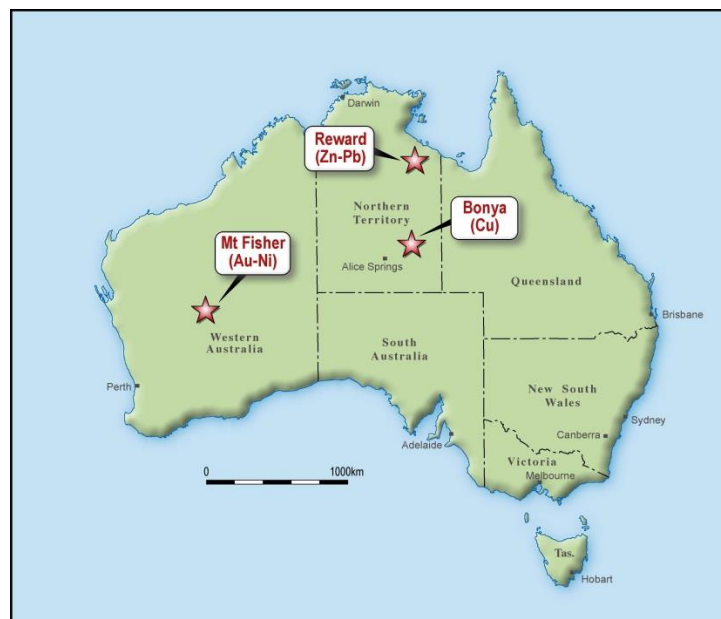 Darwin
Reward
(Zn-Pb)
Northern
Territory
Bonya
(Cu)
Mt Fisher
(Au-Ni)
Alice Springs
Queensland
Western
Australia
South
Australia
Brisbane
Perth
New South
Wales
Sydney
Canberra
Adelaide
Victoria
Melbourne
0 1000km
Tas.
Hobart